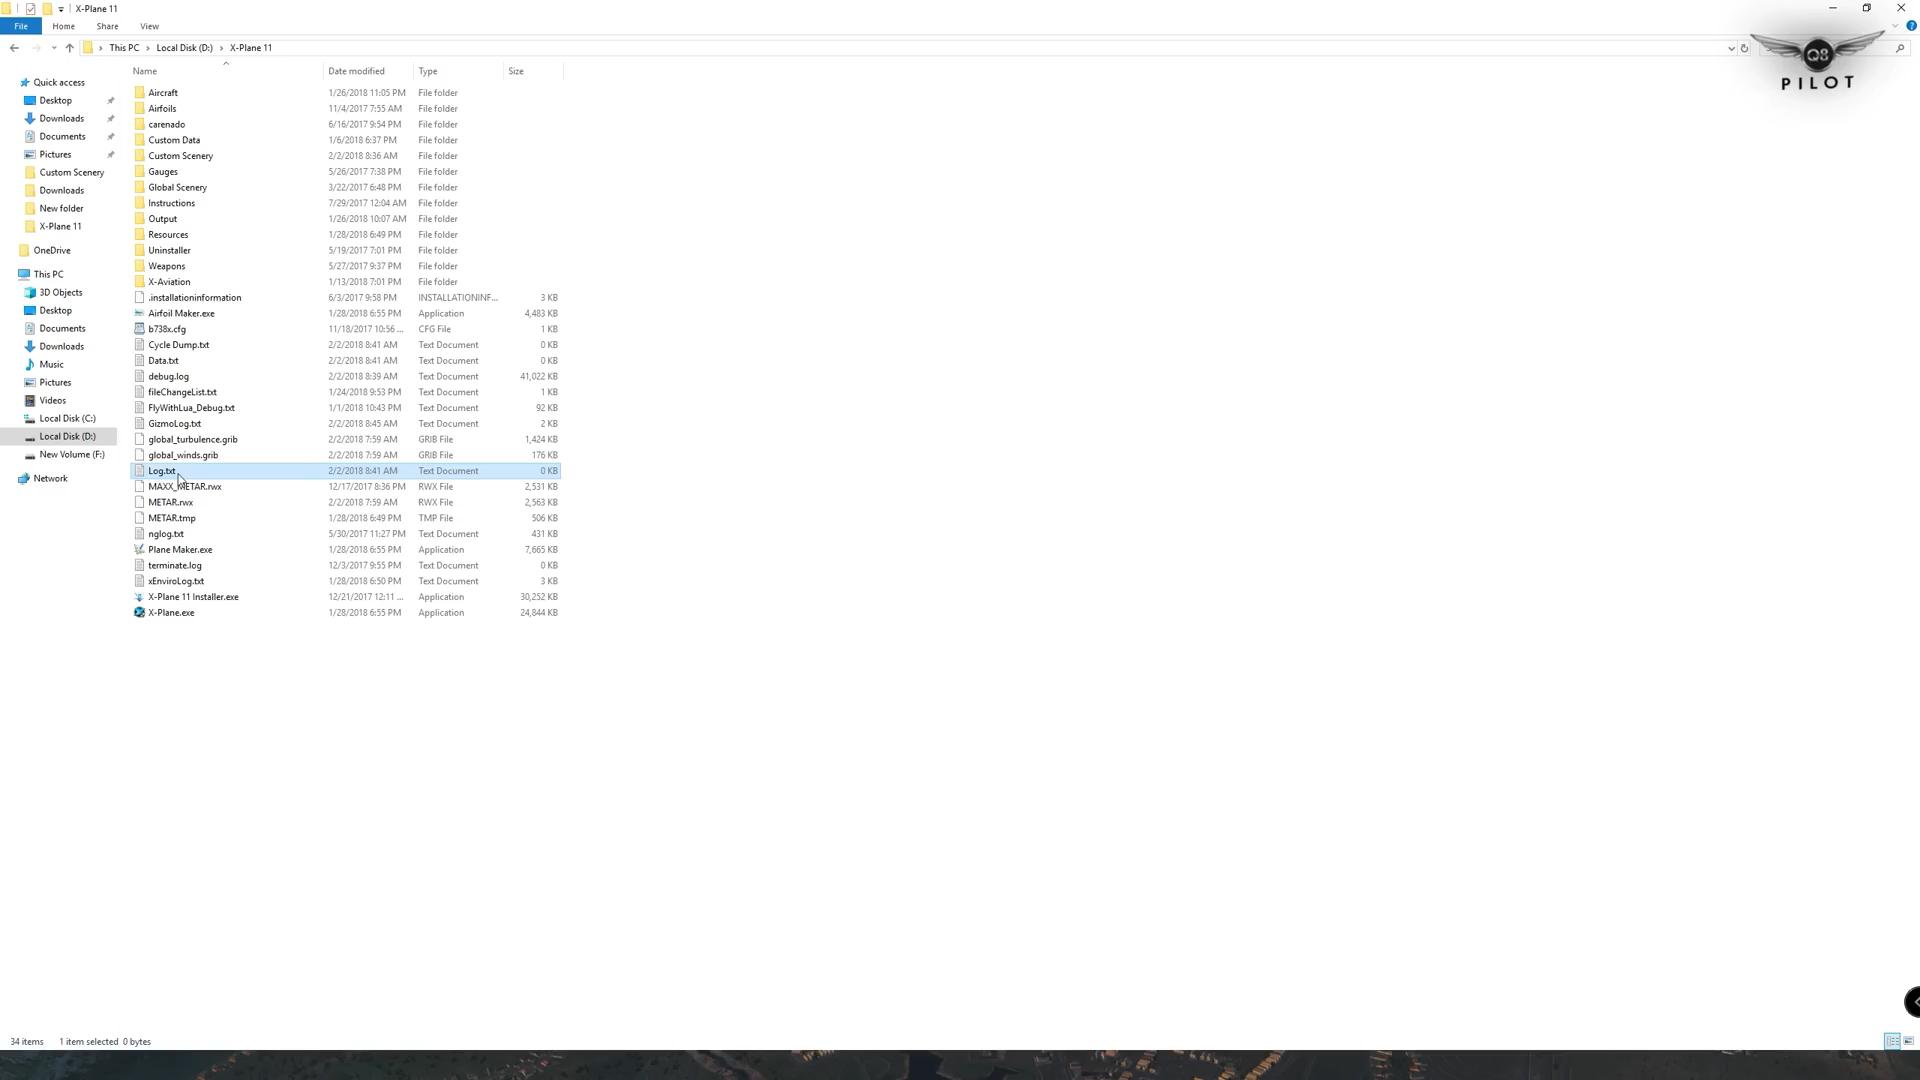 X-Plane 11
File Home Share View
This PC Local Disk (D:) X-Plane 11
Q8
PILOT
Name Date modified Type Size
Quick access
Desktop
Downloads
Documents
Pictures
Custom Scenery
Downloads
New folder
X-Plane 11
OneDrive
This PC
3D Objects
Desktop
Documents
Downloads
Music
Pictures
Videos
Local Disk (C:)
Local Disk (D:)
New Volume (F:)
Network
Aircraft 1/26/2018 11:05 PM File folder
Airfoils 11/4/2017 7:55 AM File folder
carenado 6/16/2017 9:54 PM File folder
Custom Data 1/6/2018 6:37 PM File folder
Custom Scenery 2/2/2018 8:36 AM File folder
Gauges 5/26/2017 7:38 PM File folder
Global Scenery 3/22/2017 6:48 PM File folder
Instructions 7/29/2017 12:04 AM File folder
Output 1/26/2018 10:07 AM File folder
Resources 1/28/2018 6:49 PM File folder
Uninstaller 5/19/2017 7:01 PM File folder
Weapons 5/27/2017 9:37 PM File folder
X-Aviation 1/13/2018 7:01 PM File folder
.installationinformation 6/3/2017 9:58 PM INSTALLATIONINF... 3 KB
Airfoil Maker.exe 1/28/2018 6:55 PM Application 4,483 KB
b738x.cfg 11/18/2017 10:56 ... CFG File 1 KB
Cycle Dump.txt 2/2/2018 8:41 AM Text Document 0 KB
Data.txt 2/2/2018 8:41 AM Text Document 0 KB
debug.log 2/2/2018 8:39 AM Text Document 41,022 KB
fileChangeList.txt 1/24/2018 9:53 PM Text Document 1 KB
FlyWithLua_Debug.txt 1/1/2018 10:43 PM Text Document 92 KB
GizmoLog.txt 2/2/2018 8:45 AM Text Document 2 KB
global_turbulence.grib 2/2/2018 7:59 AM GRIB File 1,424 KB
global_winds.grib 2/2/2018 7:59 AM GRIB File 176 KB
Log.txt 2/2/2018 8:41 AM Text Document 0 KB
MAXX_METAR.rwx 12/17/2017 8:36 PM RWX File 2,531 KB
METAR.rwx 2/2/2018 7:59 AM RWX File 2,563 KB
METAR.tmp 1/28/2018 6:49 PM TMP File 506 KB
nglog.txt 5/30/2017 11:27 PM Text Document 431 KB
Plane Maker.exe 1/28/2018 6:55 PM Application 7,665 KB
terminate.log 12/3/2017 9:55 PM Text Document 0 KB
xEnviroLog.txt 1/28/2018 6:50 PM Text Document 3 KB
X-Plane 11 Installer.exe 12/21/2017 12:11 ... Application 30,252 KB
X-Plane.exe 1/28/2018 6:55 PM Application 24,844 KB
34 items 1 item selected 0 bytes